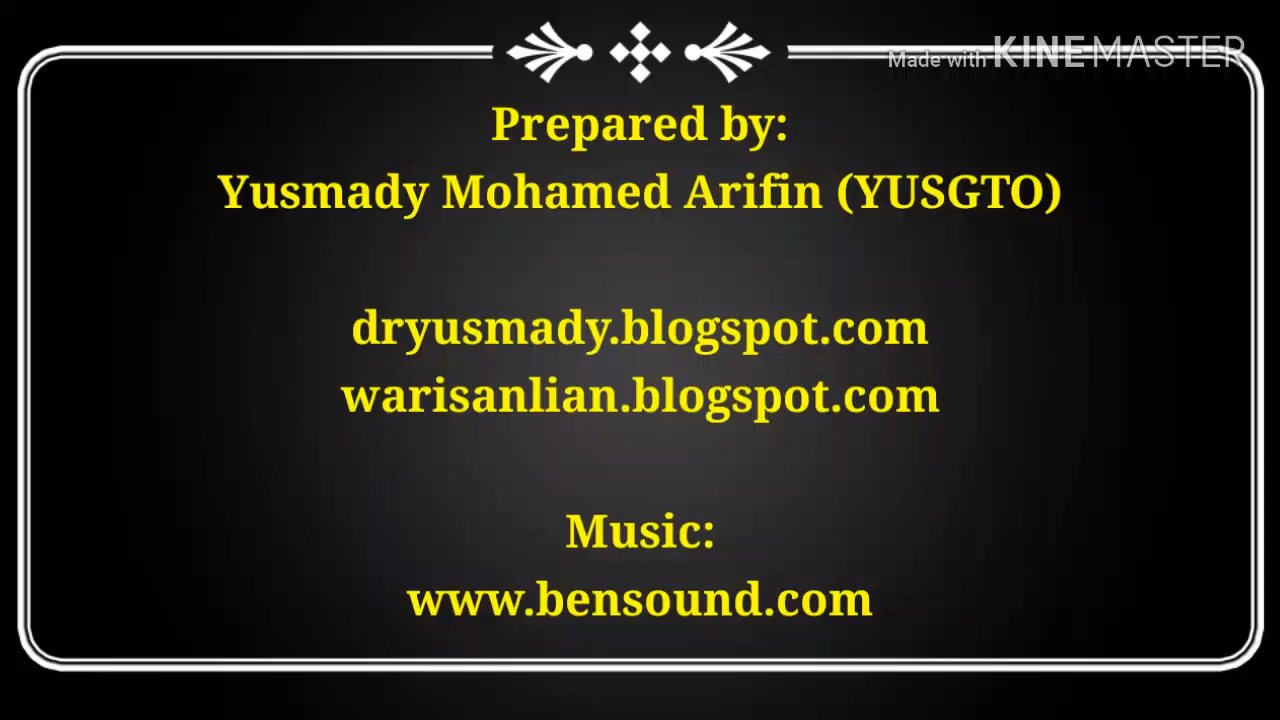 Made with KINEMASTER
Prepared by:
Yusmady Mohamed Arifin (YUSGTO)
dryusmady.blogspot.com
warisanlian.blogspot.com
Music:
www.bensound.com